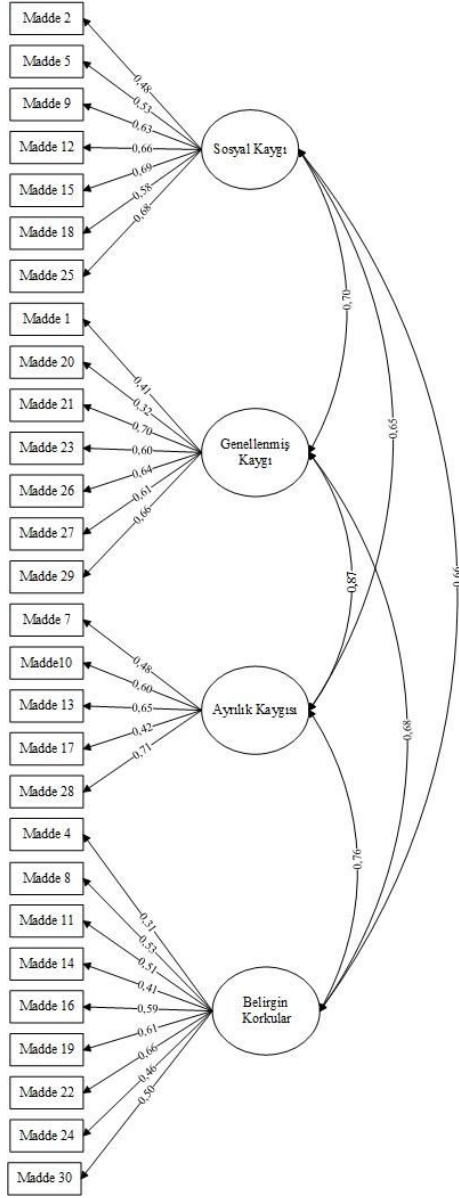 Madde 2
Madde 5
Madde 9
Madde 12
Madde 15
Madde 18
Madde 25
0,48
0,53
0,63
0,66
0,69
0,58
0,68
Sosyal Kaygı
Madde 1
Madde 20
Madde 21
Madde 23
Madde 26
Madde 27
Madde 29
0,41
0,32
0,70
0,60
0,64
0,61
0,66
Genellenmiş
Kaygı
Madde 7
Madde10
Madde 13
Madde 17
Madde 28
0,48
0,60
0,65
0,42
0,71
Ayrılık Kaygısı
Madde 4
Madde 8
Madde 11
Madde 14
Madde 16
Madde 19
Madde 22
Madde 24
Madde 30
0,31
0,53
0,51
0,41
0,59
0,61
0,66
0,46
0,50
Belirgin
Korkular
0,70
0,65
0,66
0,87
0,68
0,76